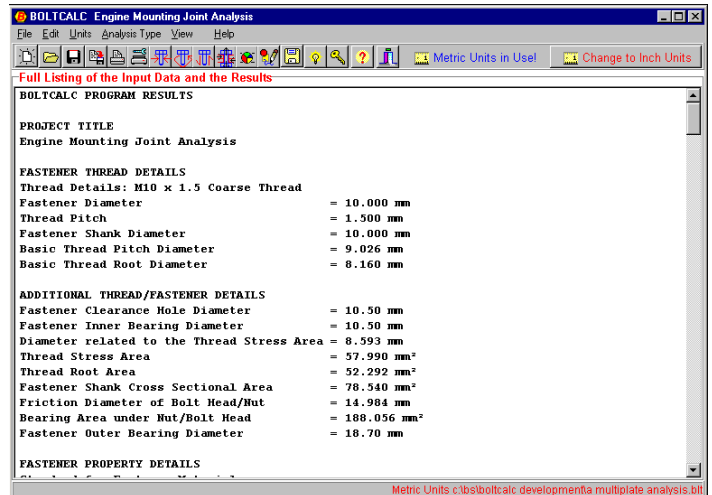 BOLTCALC Engine Mounting Joint Analysis
File Edit Units Analysis Type View Help
Metric Units in Use! Change to Inch Units
Full Listing of the Input Data and the Results
BOLTCALC PROGRAM RESULTS
PROJECT TITLE
Engine Mounting Joint Analysis
FASTENER THREAD DETAILS
Thread Details: M10 x 1.5 Coarse Thread
Fastener Diameter = 10.000 mm
Thread Pitch = 1.500 mm
Fastener Shank Diameter = 10.000 mm
Basic Thread Pitch Diameter = 9.026 mm
Basic Thread Root Diameter = 8.160 mm
ADDITIONAL THREAD/FASTENER DETAILS
Fastener Clearance Hole Diameter = 10.50 mm
Fastener Inner Bearing Diameter = 10.50 mm
Diameter related to the Thread Stress Area = 8.593 mm
Thread Stress Area = 57.990 mm²
Thread Root Area = 52.292 mm²
Fastener Shank Cross Sectional Area = 78.540 mm²
Friction Diameter of Bolt Head/Nut = 14.984 mm
Bearing Area under Nut/Bolt Head = 188.056 mm²
Fastener Outer Bearing Diameter = 18.70 mm
FASTENER PROPERTY DETAILS
Metric Units c:\bs\boltcalc development\a multiplate analysis.blt